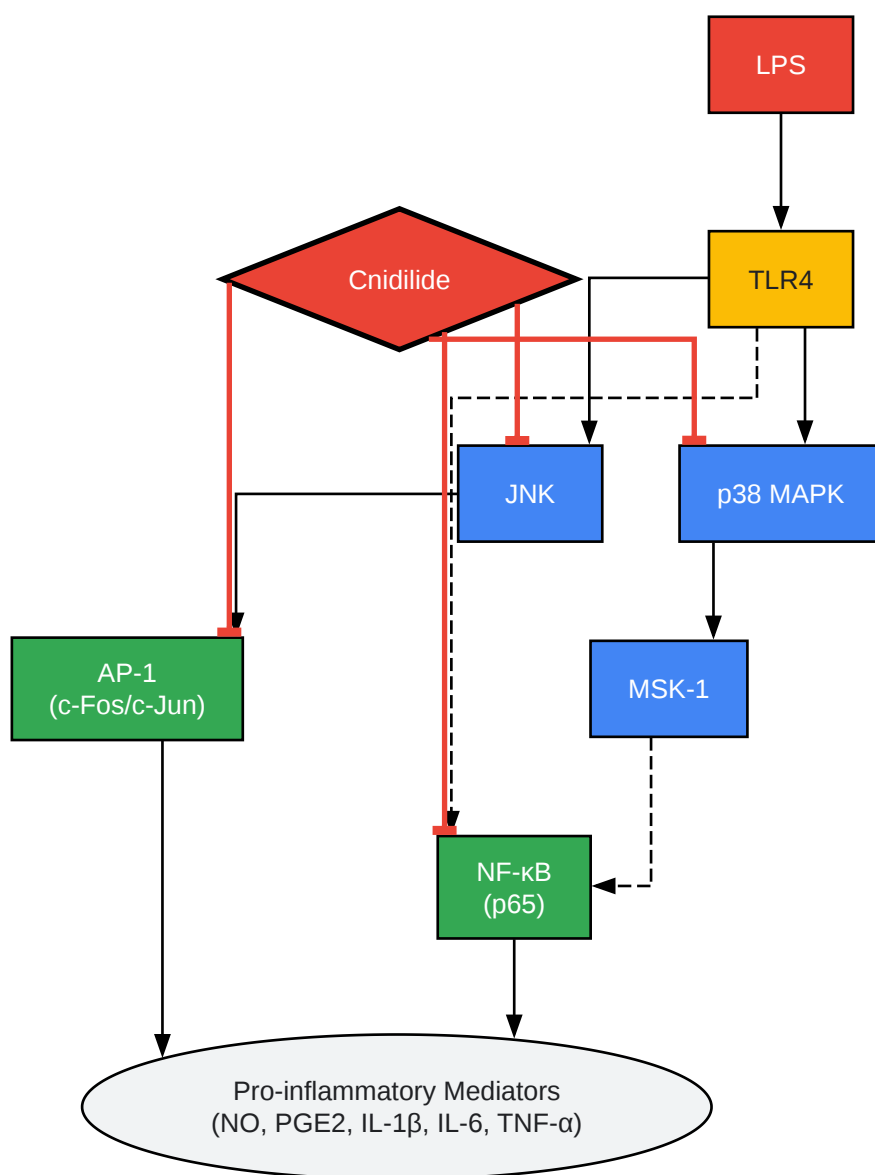 LPS
Cnidilide
TLR4
JNK
p38 MAPK
AP-1
(c-Fos/c-Jun)
MSK-1
NF-κB
(p65)
Pro-inflammatory Mediators
(NO, PGE2, IL-1β, IL-6, TNF-α)